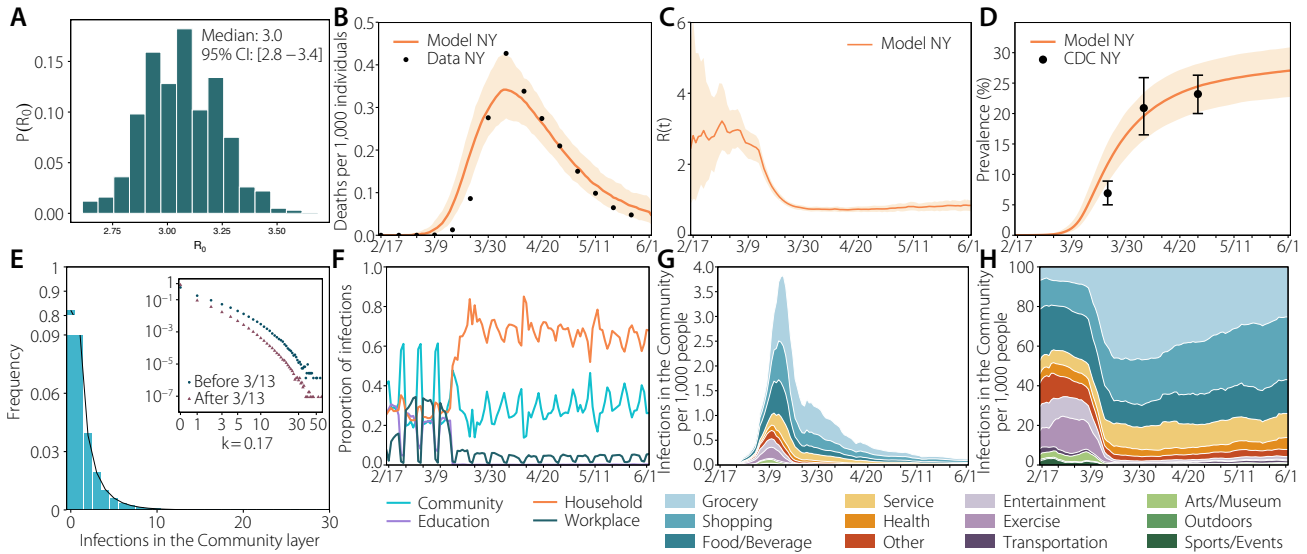 A
Median: 3.0
95% CI: [2.8 – 3.4]
P(R0)
0.15
0.10
0.05
0.00
2.75
3.00
3.25
3.50
R0
B
Model NY
Data NY
Deaths per 1,000 individuals
0.5
0.4
0.3
0.2
0.1
0.0
2/17
3/9
3/30
4/20
5/11
6/1
C
Model NY
R(t)
6
4
2
0
2/17
3/9
3/30
4/20
5/11
6/1
D
Model NY
CDC NY
Prevalence (%)
30
25
20
15
10
5
0
2/17
3/9
3/30
4/20
5/11
6/1
E
Frequency
1
0.9
0.8
0.09
0.06
0.03
0
0
10
20
30
Infections in the Community layer
10−1
10−3
10−5
10−7
Before 3/13
After 3/13
0
1
3
5
10
30
50
k = 0.17
F
Proportion of infections
1.0
0.8
0.6
0.4
0.2
0.0
2/17
3/9
3/30
4/20
5/11
6/1
Community
Household
Education
Workplace
G
Infections in the Community
per 1,000 people
4.0
3.5
3.0
2.5
2.0
1.5
1.0
0.5
0.0
2/17
3/9
3/30
4/20
5/11
6/1
H
Infections in the Community
per 1,000 people
100
80
60
40
20
0
2/17
3/9
3/30
4/20
5/11
6/1
Grocery
Service
Entertainment
Arts/Museum
Shopping
Health
Exercise
Outdoors
Food/Beverage
Other
Transportation
Sports/Events